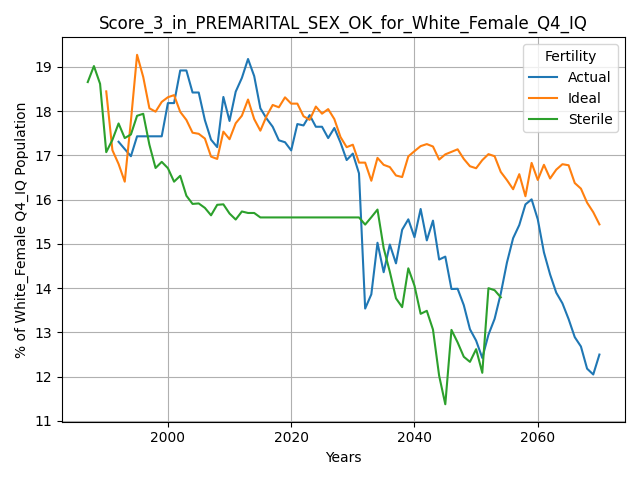 Score_3_in_PREMARITAL_SEX_OK_for_White_Female_Q4_IQ
Fertility
Actual
Ideal
Sterile
% of White_Female Q4_IQ Population
19
18
17
16
15
14
13
12
11
2000
2020
2040
2060
Years